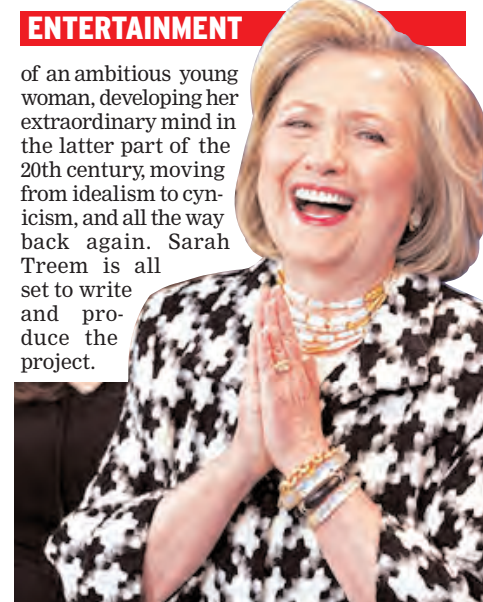 ENTERTAINMENT
of an ambitious young
woman, developing her
extraordinary mind in
the latter part of the
20th century, moving
from idealism to cyn-
icism, and all the way
back again. Sarah
Treem is all
set to write
and pro-
duce the
project.